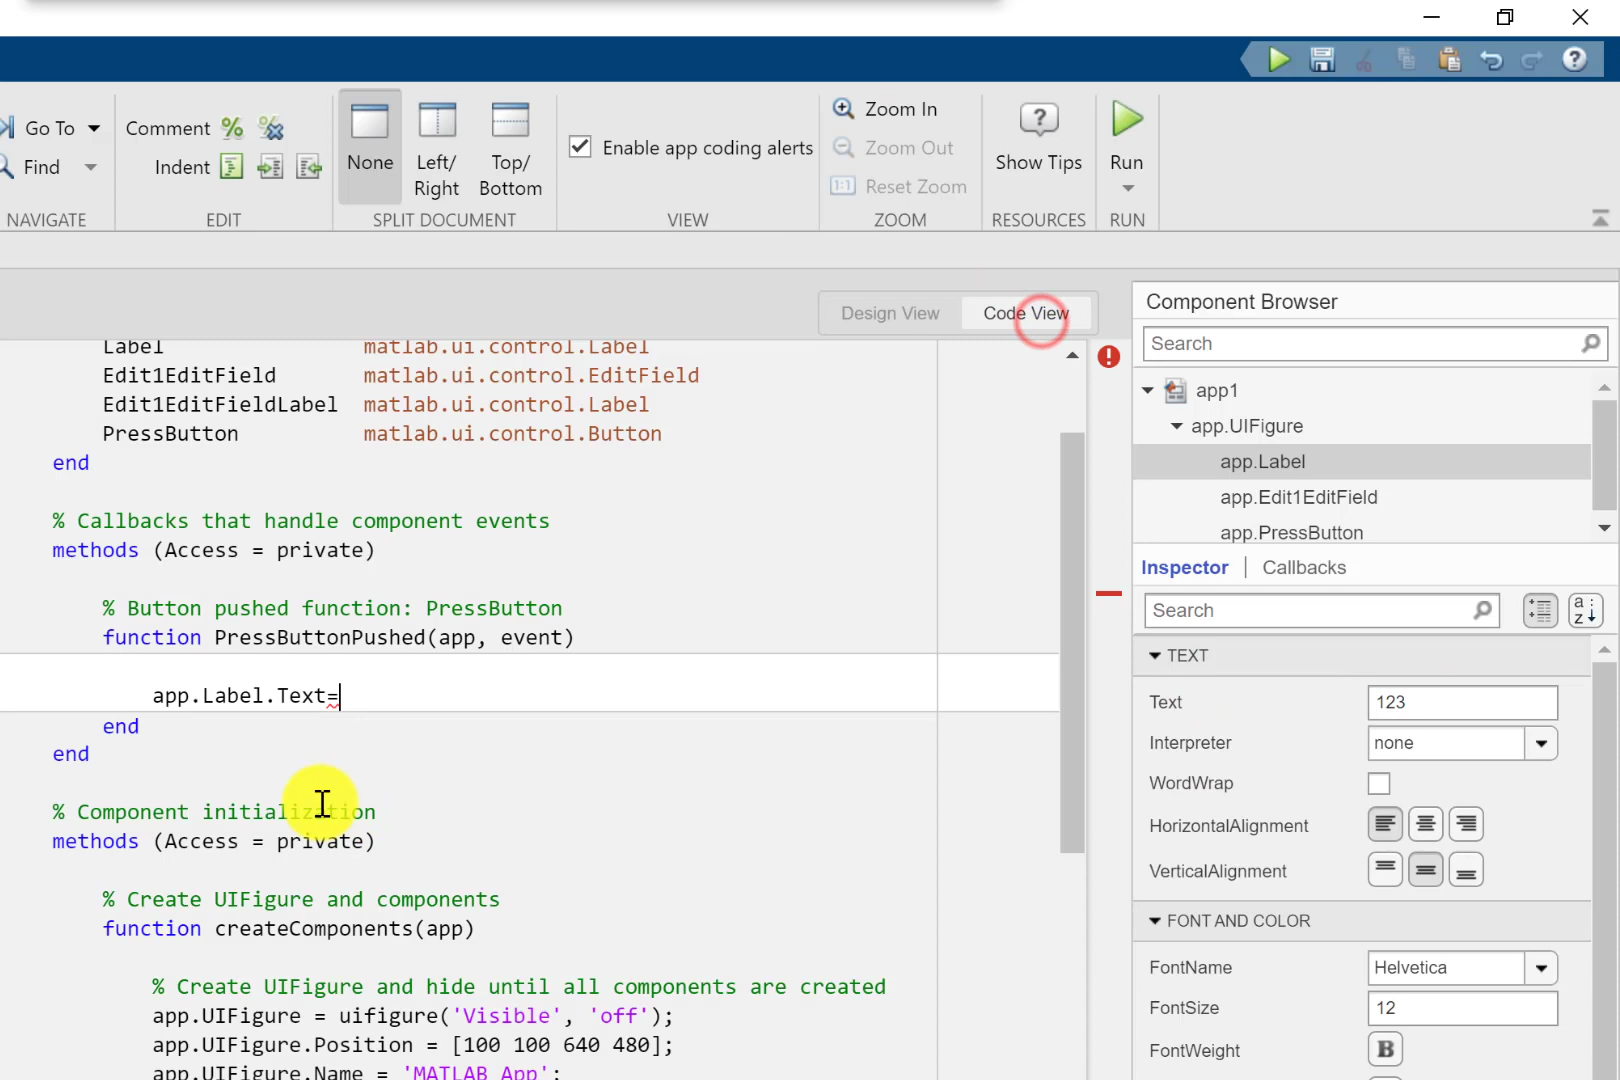 Go To
Find
NAVIGATE
Comment
Indent
EDIT
None
Left/
Right
Top/
Bottom
SPLIT DOCUMENT
Enable app coding alerts
VIEW
Zoom In
Zoom Out
1:1 Reset Zoom
ZOOM
Show Tips
RESOURCES
Run
RUN
Design View
Code View
Label matlab.ui.control.Label
Edit1EditField matlab.ui.control.EditField
Edit1EditFieldLabel matlab.ui.control.Label
PressButton matlab.ui.control.Button
end
% Callbacks that handle component events
methods (Access = private)
% Button pushed function: PressButton
function PressButtonPushed(app, event)
app.Label.Text=
end
end
% Component initialization
methods (Access = private)
% Create UIFigure and components
function createComponents(app)
% Create UIFigure and hide until all components are created
app.UIFigure = uifigure('Visible', 'off');
app.UIFigure.Position = [100 100 640 480];
app.UIFigure.Name = 'MATLAB App';
Component Browser
Search
app1
app.UIFigure
app.Label
app.Edit1EditField
app.PressButton
Inspector | Callbacks
Search
TEXT
Text 123
Interpreter none
WordWrap
HorizontalAlignment
VerticalAlignment
FONT AND COLOR
FontName Helvetica
FontSize 12
FontWeight B